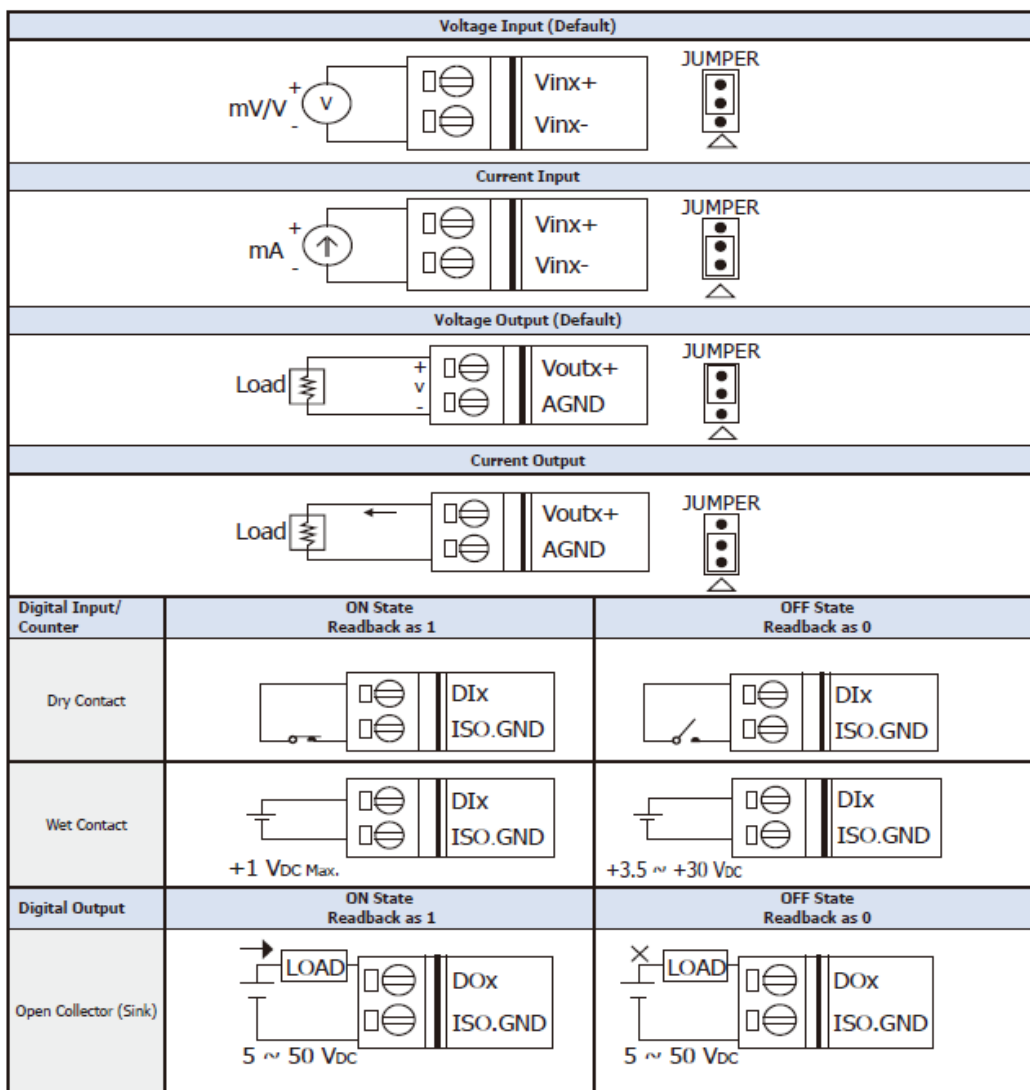 Voltage Input (Default)
JUMPER
mV/V
+
-
V
Vinx+
Vinx-
Current Input
JUMPER
mA
+
-
Vinx+
Vinx-
Voltage Output (Default)
JUMPER
Load
+
v
-
Voutx+
AGND
Current Output
JUMPER
Load
Voutx+
AGND
Digital Input/
Counter
ON State
Readback as 1
OFF State
Readback as 0
Dry Contact
DIx
ISO.GND
DIx
ISO.GND
Wet Contact
DIx
ISO.GND
+1 VDC Max.
DIx
ISO.GND
+3.5 ~ +30 VDC
Digital Output
ON State
Readback as 1
OFF State
Readback as 0
Open Collector (Sink)
LOAD
DOx
ISO.GND
5 ~ 50 VDC
LOAD
DOx
ISO.GND
5 ~ 50 VDC